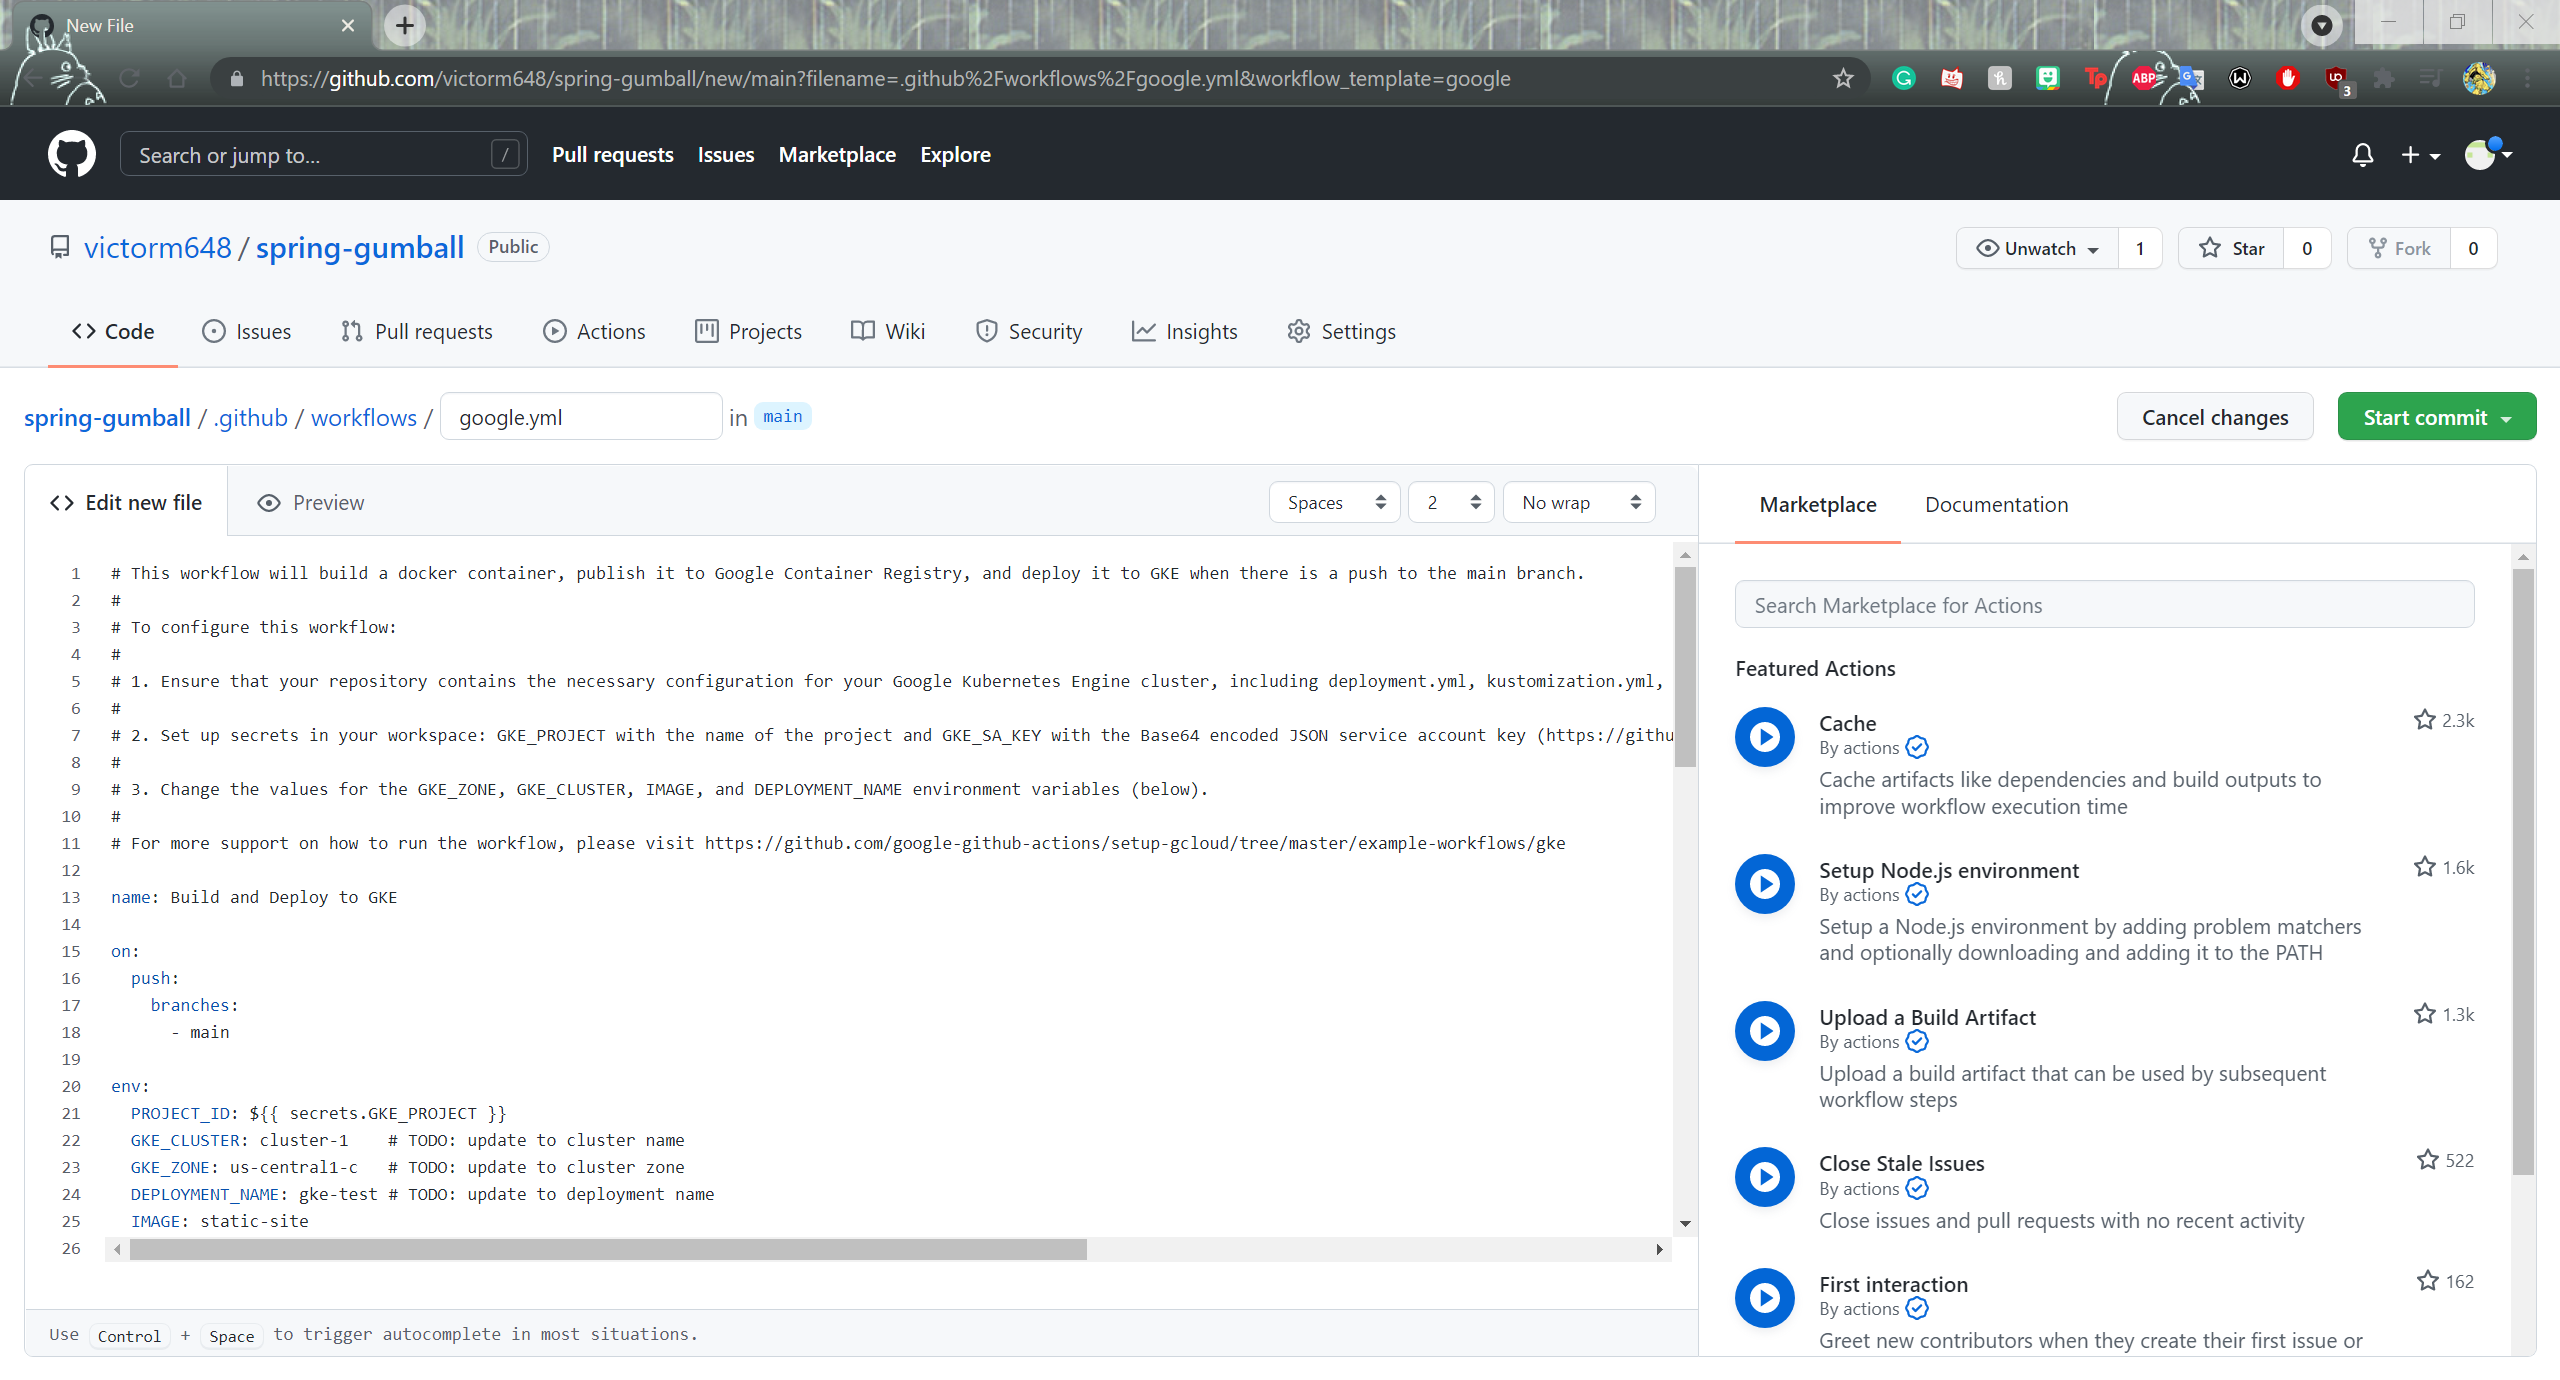 New File
https://github.com/victorm648/spring-gumball/new/main?filename=.github%2Fworkflows%2Fgoogle.yml&workflow_template=google
Tp ABP G W uo 3
Search or jump to... /
Pull requests Issues Marketplace Explore
victorm648 / spring-gumball Public
Unwatch 1 Star 0 Fork 0
Code Issues Pull requests Actions Projects Wiki Security Insights Settings
spring-gumball / .github / workflows / google.yml in main
Cancel changes Start commit
Edit new file Preview
Spaces 2 No wrap
1 # This workflow will build a docker container, publish it to Google Container Registry, and deploy it to GKE when there is a push to the main branch.
2 #
3 # To configure this workflow:
4 #
5 # 1. Ensure that your repository contains the necessary configuration for your Google Kubernetes Engine cluster, including deployment.yml, kustomization.yml,
6 #
7 # 2. Set up secrets in your workspace: GKE_PROJECT with the name of the project and GKE_SA_KEY with the Base64 encoded JSON service account key (https://githu
8 #
9 # 3. Change the values for the GKE_ZONE, GKE_CLUSTER, IMAGE, and DEPLOYMENT_NAME environment variables (below).
10 #
11 # For more support on how to run the workflow, please visit https://github.com/google-github-actions/setup-gcloud/tree/master/example-workflows/gke
12
13 name: Build and Deploy to GKE
14
15 on:
16 push:
17 branches:
18 - main
19
20 env:
21 PROJECT_ID: ${{ secrets.GKE_PROJECT }}
22 GKE_CLUSTER: cluster-1 # TODO: update to cluster name
23 GKE_ZONE: us-central1-c # TODO: update to cluster zone
24 DEPLOYMENT_NAME: gke-test # TODO: update to deployment name
25 IMAGE: static-site
26
Use Control + Space to trigger autocomplete in most situations.
Marketplace Documentation
Search Marketplace for Actions
Featured Actions
Cache 2.3k
By actions
Cache artifacts like dependencies and build outputs to
improve workflow execution time
Setup Node.js environment 1.6k
By actions
Setup a Node.js environment by adding problem matchers
and optionally downloading and adding it to the PATH
Upload a Build Artifact 1.3k
By actions
Upload a build artifact that can be used by subsequent
workflow steps
Close Stale Issues 522
By actions
Close issues and pull requests with no recent activity
First interaction 162
By actions
Greet new contributors when they create their first issue or